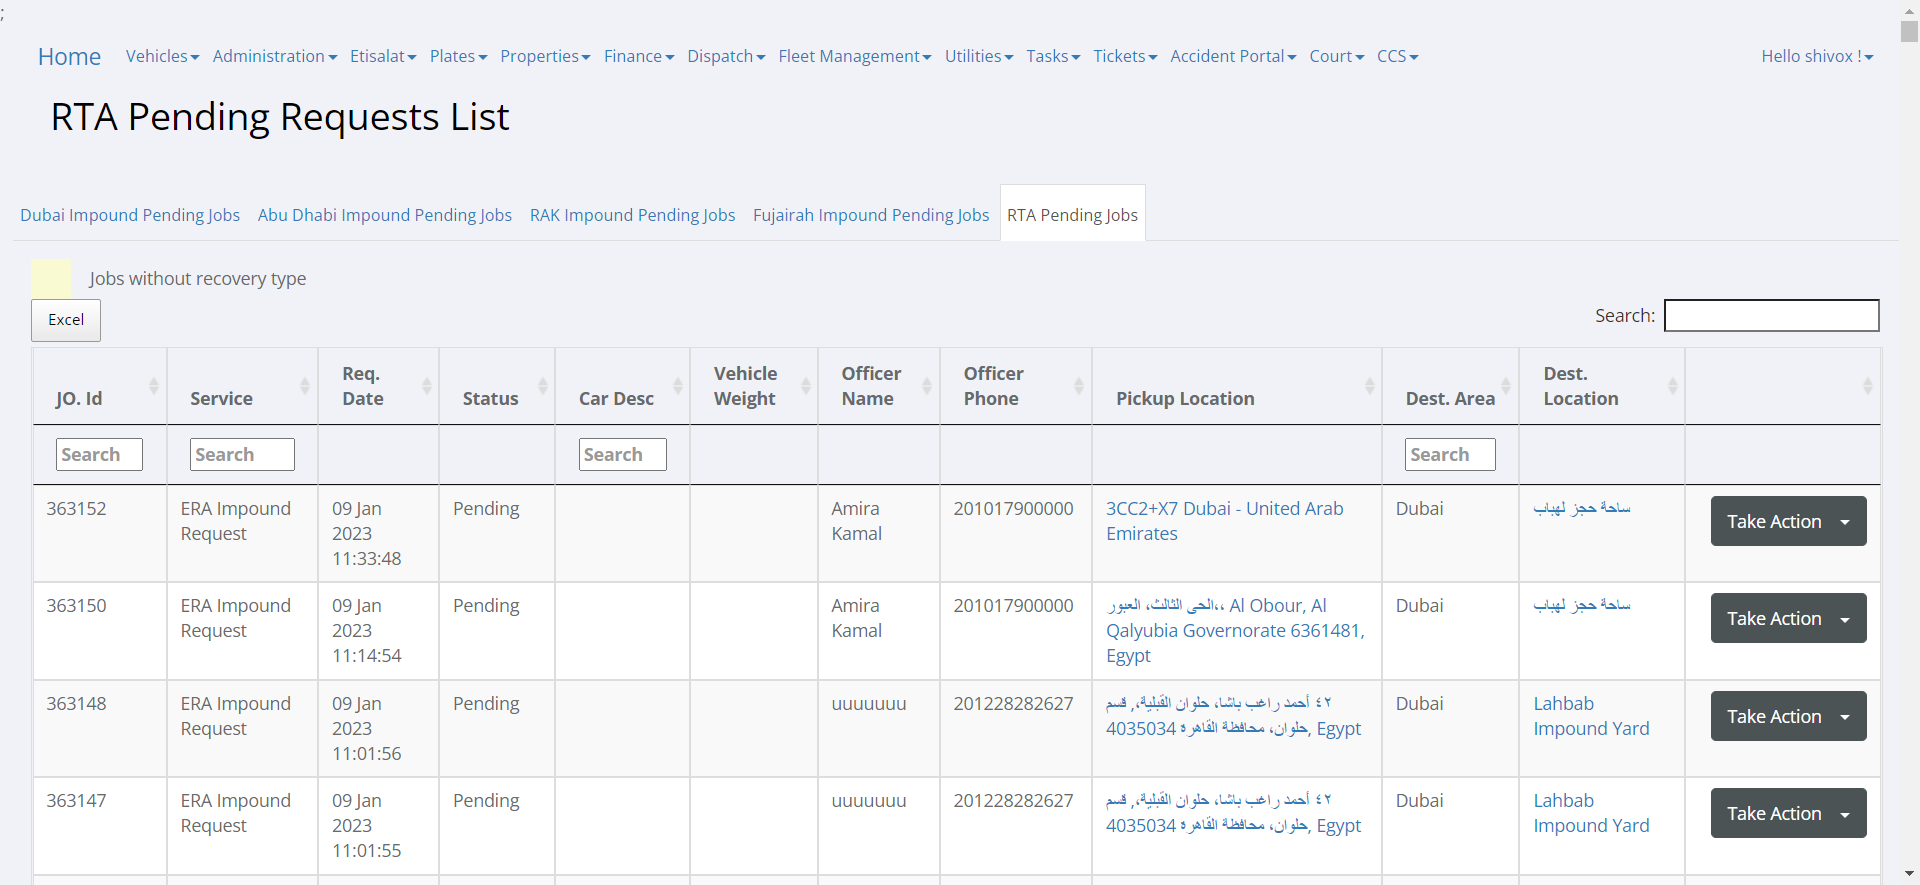 ;
Home Vehicles Administration Etisalat Plates Properties Finance Dispatch Fleet Management Utilities Tasks Tickets Accident Portal Court CCS Hello shivox !
RTA Pending Requests List
Dubai Impound Pending Jobs Abu Dhabi Impound Pending Jobs RAK Impound Pending Jobs Fujairah Impound Pending Jobs RTA Pending Jobs
Jobs without recovery type
Excel
Search:
JO. Id
Service
Req.
Date
Status
Car Desc
Vehicle
Weight
Officer
Name
Officer
Phone
Pickup Location
Dest. Area
Dest.
Location
Search Search Search Search
363152
ERA Impound
Request
09 Jan
2023
11:33:48
Pending
Amira
Kamal
201017900000
3CC2+X7 Dubai - United Arab
Emirates
Dubai
ساحة حجز لهباب
Take Action
363150
ERA Impound
Request
09 Jan
2023
11:14:54
Pending
Amira
Kamal
201017900000
،،الحى الثالث، العبور Al Obour, Al
Qalyubia Governorate 6361481,
Egypt
Dubai
ساحة حجز لهباب
Take Action
363148
ERA Impound
Request
09 Jan
2023
11:01:56
Pending
uuuuuuu
201228282627
٤٢ أحمد راغب باشا، حلوان القبلية،, قسم
حلوان، محافظة القاهرة 4035034, Egypt
Dubai
Lahbab
Impound Yard
Take Action
363147
ERA Impound
Request
09 Jan
2023
11:01:55
Pending
uuuuuuu
201228282627
٤٢ أحمد راغب باشا، حلوان القبلية،, قسم
حلوان، محافظة القاهرة 4035034, Egypt
Dubai
Lahbab
Impound Yard
Take Action